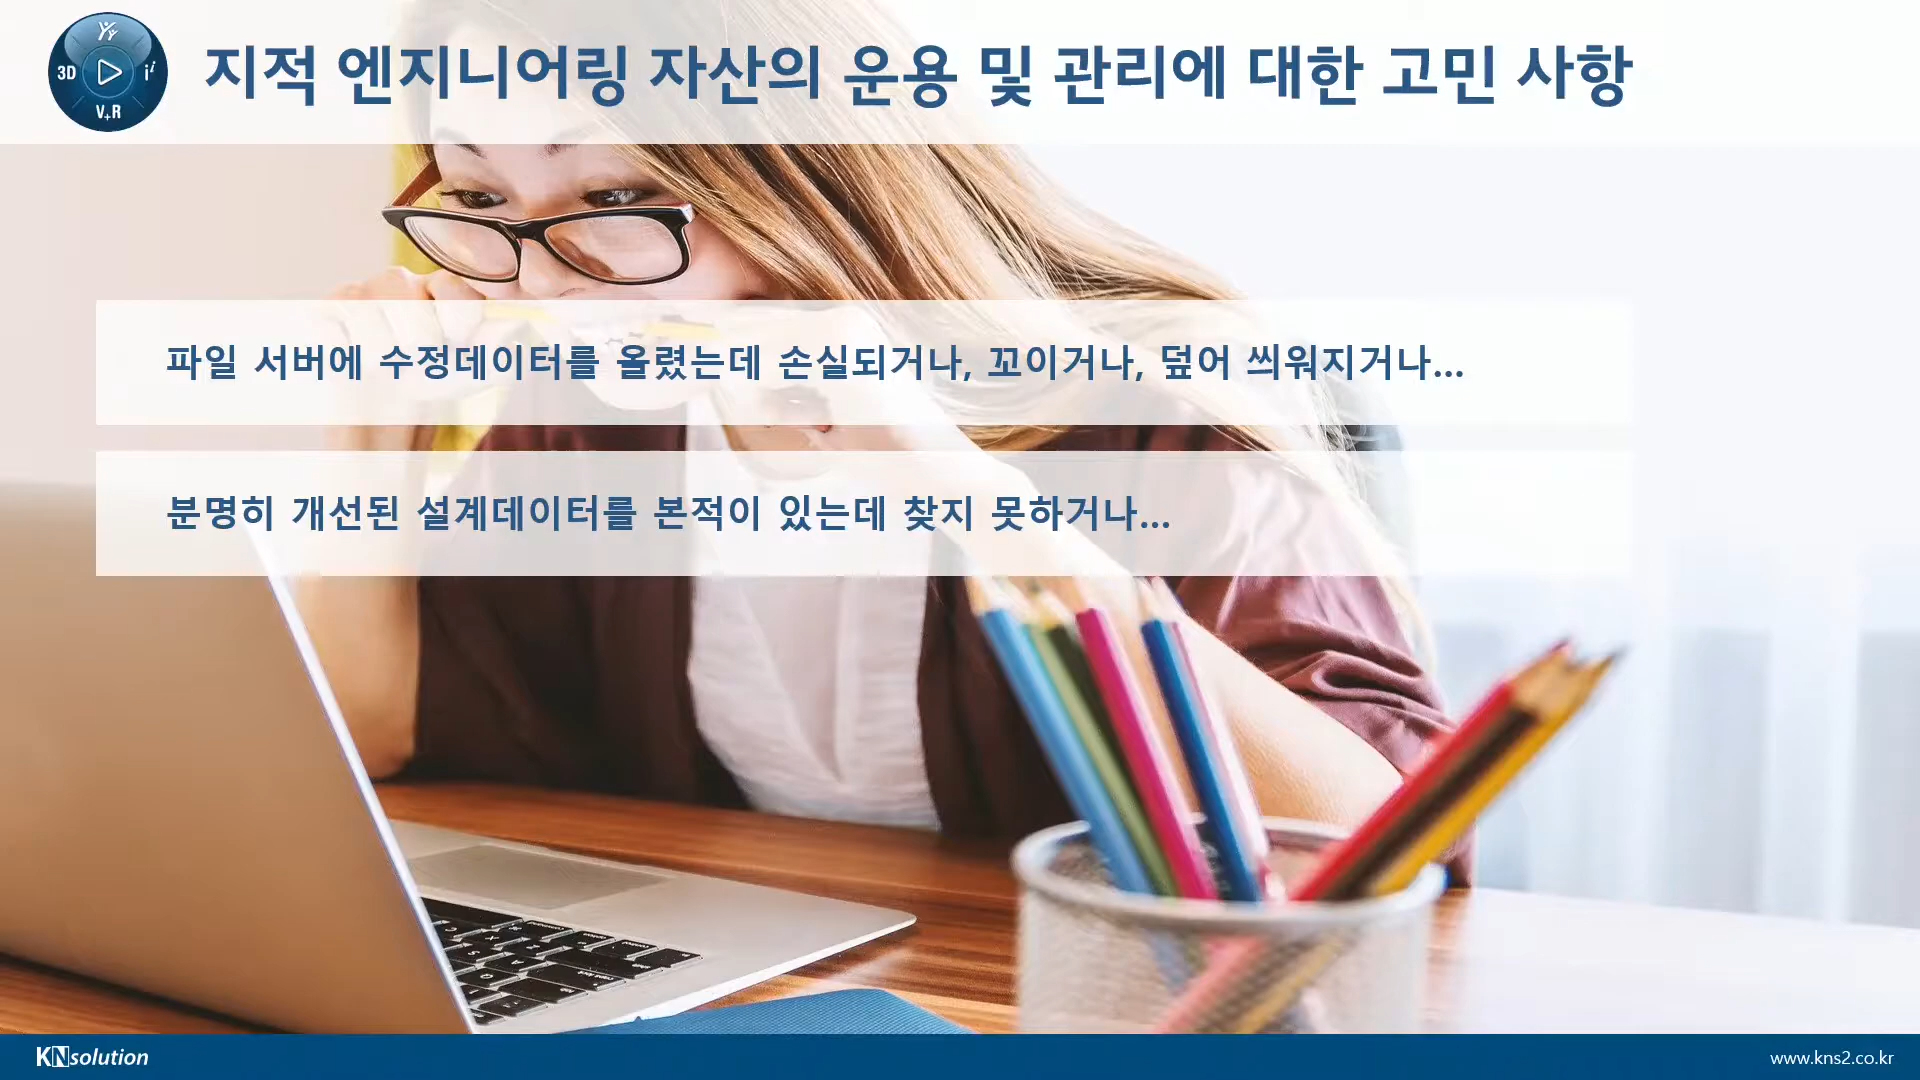 지적 엔지니어링 자산의 운용 및 관리에 대한 고민 사항
3D
V+R
파일 서버에 수정데이터를 올렸는데 손실되거나, 꼬이거나, 덮어 씌워지거나...
분명히 개선된 설계데이터를 본적이 있는데 찾지 못하거나...
KNsolution
www.kns2.co.kr